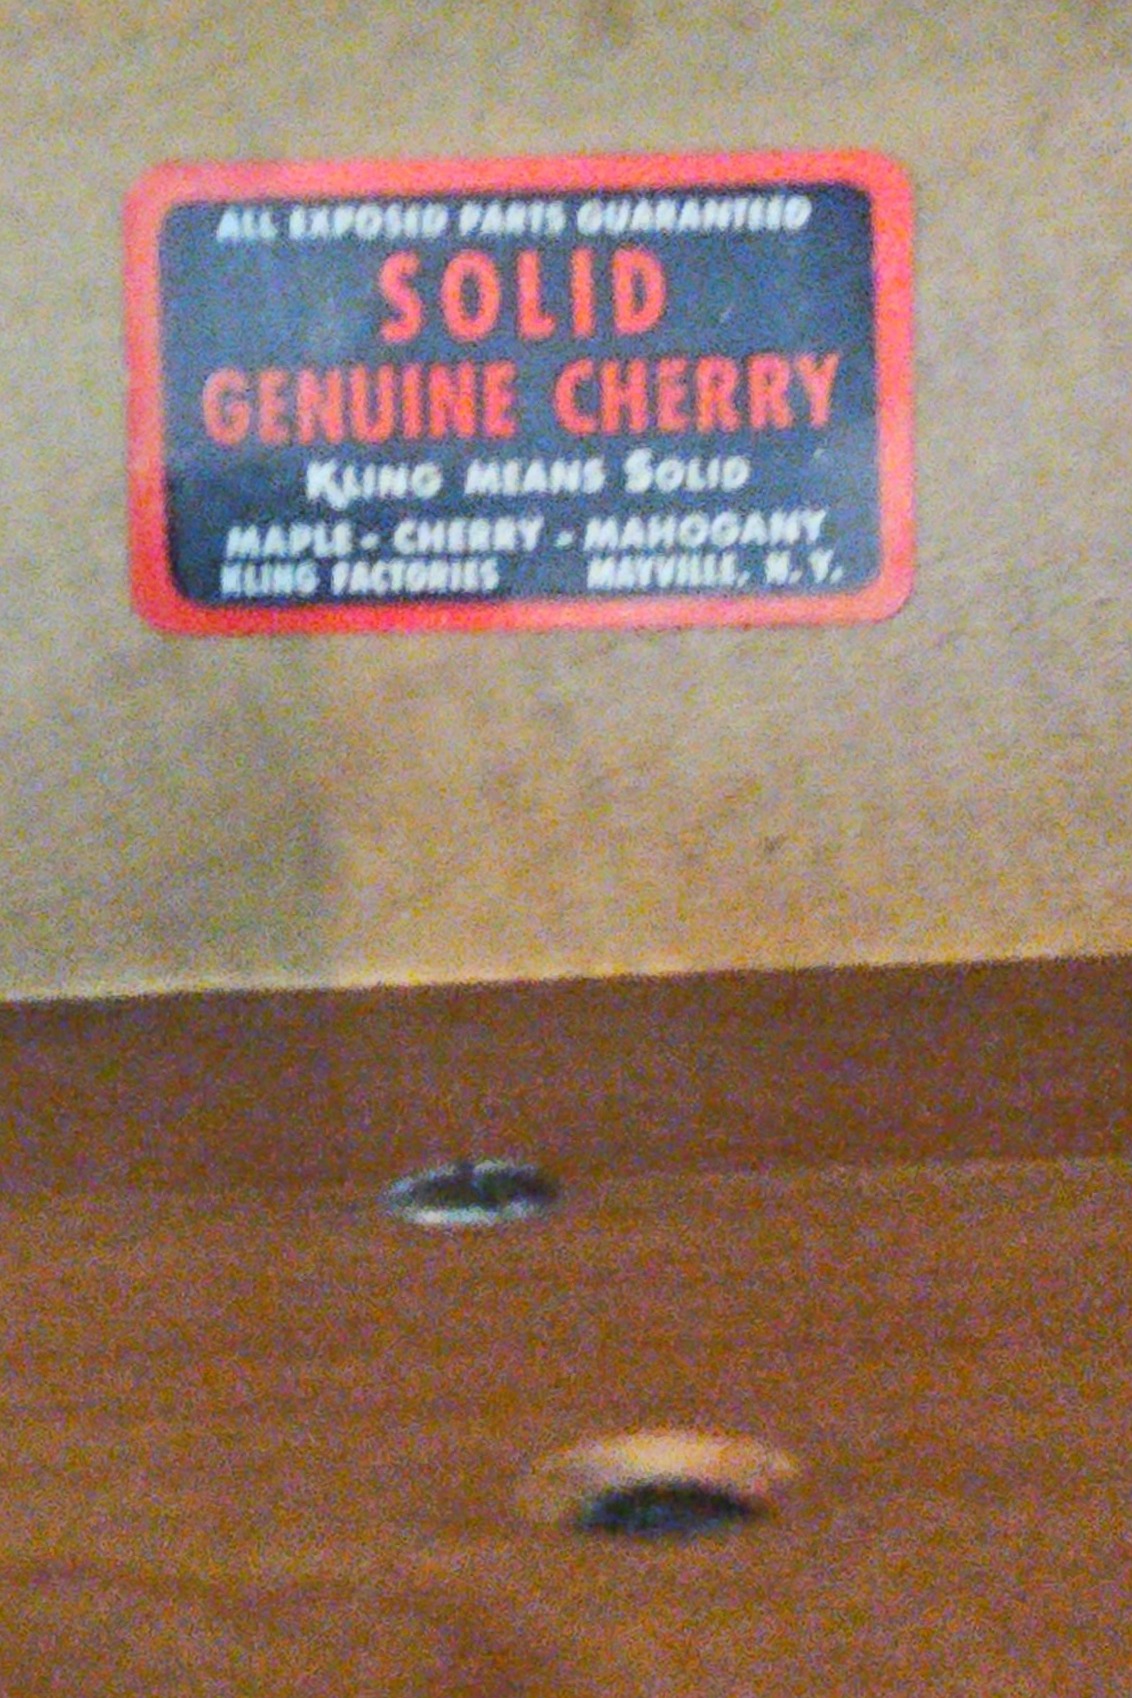 ALL EXPOSED PARTS GUARANTEED
SOLID
GENUINE CHERRY
KLING MEANS SOLID
MAPLE - CHERRY - MAHOGANY
KLING FACTORIES MAYVILLE, N. Y.